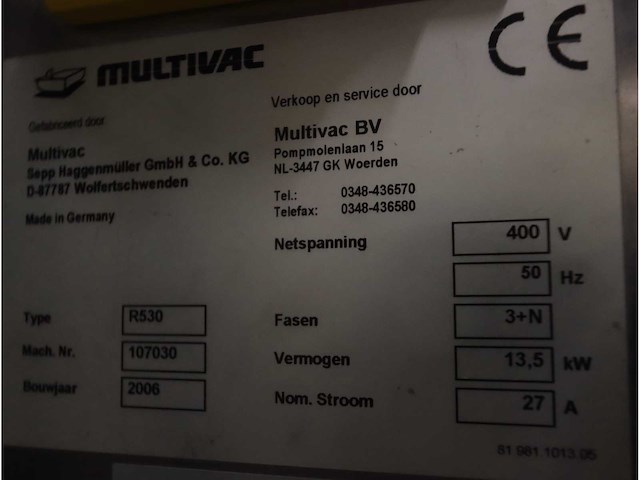 MULTIVAC
CE
Gefabriceerd door
Multivac
Sepp Haggenmüller GmbH & Co. KG
D-87787 Wolfertschwenden
Made in Germany
Verkoop en service door
Multivac BV
Pompmolenlaan 15
NL-3447 GK Woerden
Tel.: 0348-436570
Telefax: 0348-436580
Netspanning 400 V
50 Hz
Type R530
Fasen 3+N
Mach. Nr. 107030
Vermogen 13,5 kW
Bouwjaar 2006
Nom. Stroom 27 A
81.981.1013.95